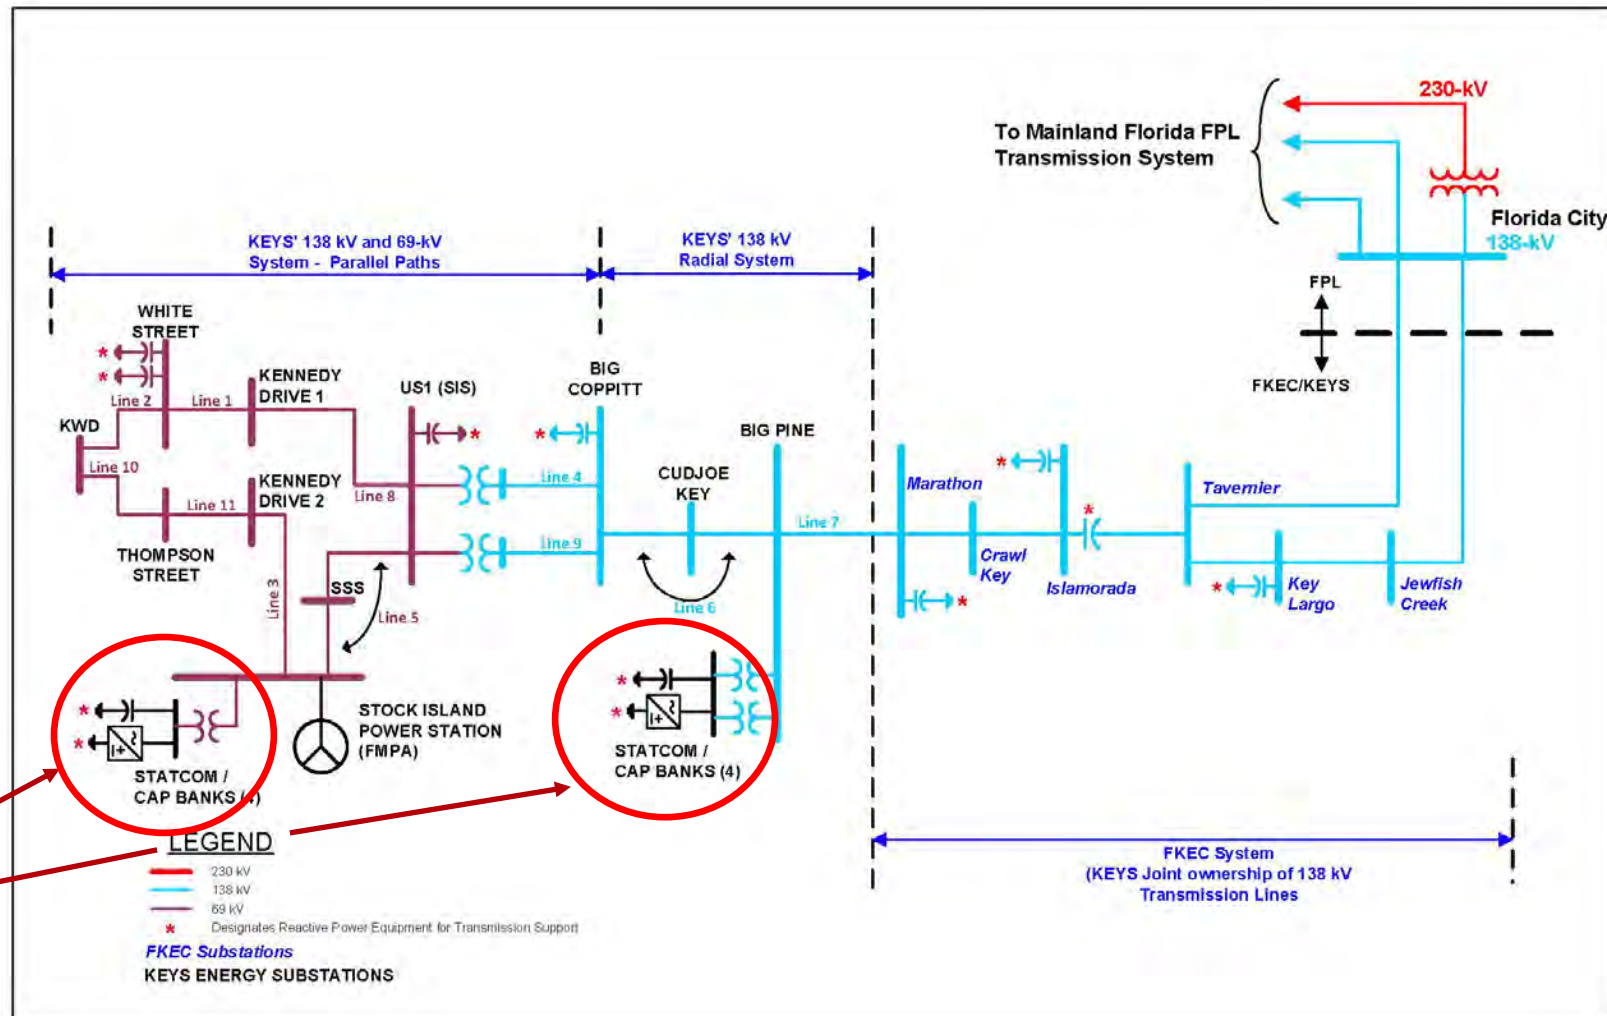 230-kV
To Mainland Florida FPL
Transmission System
Florida City
138-kV
KEYS' 138 kV and 69-kV
System - Parallel Paths
KEYS' 138 kV
Radial System
FPL
FKEC/KEYS
WHITE
STREET
*
*
Line 2
Line 1
KENNEDY
DRIVE 1
KWD
Line 10
KENNEDY
DRIVE 2
Line 11
THOMPSON
STREET
Line 8
Line 3
US1 (SIS)
*
Line 4
Line 9
SSS
Line 5
BIG
COPPITT
*
CUDJOE
KEY
Line 6
BIG PINE
Line 7
Marathon
*
Crawl
Key
*
Islamorada
*
Tavernier
*
Key
Largo
Jewfish
Creek
*
*
STATCOM /
CAP BANKS (4)
STOCK ISLAND
POWER STATION
(FMPA)
*
*
STATCOM /
CAP BANKS (4)
FKEC System
(KEYS Joint ownership of 138 kV
Transmission Lines
LEGEND
230 kV
138 kV
69 kV
* Designates Reactive Power Equipment for Transmission Support
FKEC Substations
KEYS ENERGY SUBSTATIONS